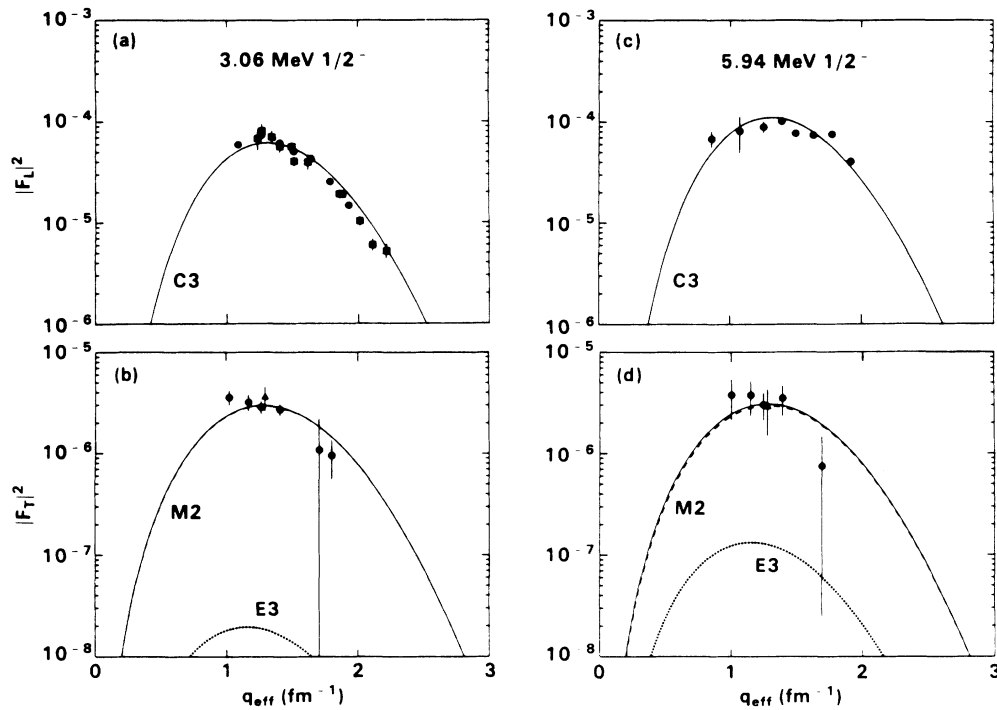 (a)
3.06 MeV 1/2⁻
10⁻³
10⁻⁴
10⁻⁵
10⁻⁶
|F_L|²
C3
(c)
5.94 MeV 1/2⁻
10⁻³
10⁻⁴
10⁻⁵
10⁻⁶
C3
(b)
10⁻⁵
10⁻⁶
10⁻⁷
10⁻⁸
|F_T|²
M2
E3
0 1 2 3
q_eff (fm⁻¹)
(d)
10⁻⁵
10⁻⁶
10⁻⁷
10⁻⁸
M2
E3
0 1 2 3
q_eff (fm⁻¹)